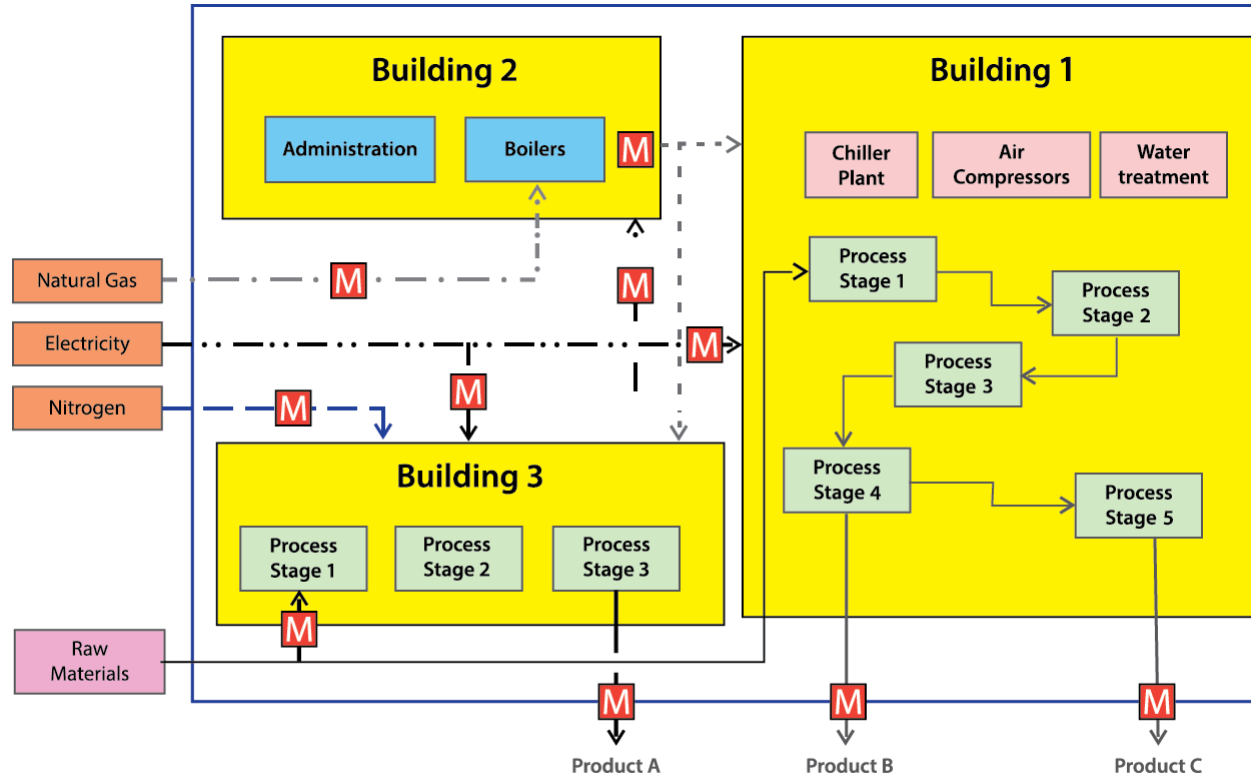 Building 2
Administration
Boilers
M
Building 1
Chiller
Plant
Air
Compressors
Water
treatment
Natural Gas
M
M
Process
Stage 1
Process
Stage 2
Electricity
M
Process
Stage 3
Nitrogen
M
M
Building 3
Process
Stage 4
Process
Stage 5
Process
Stage 1
Process
Stage 2
Process
Stage 3
M
Raw
Materials
M
M
M
Product A
Product B
Product C